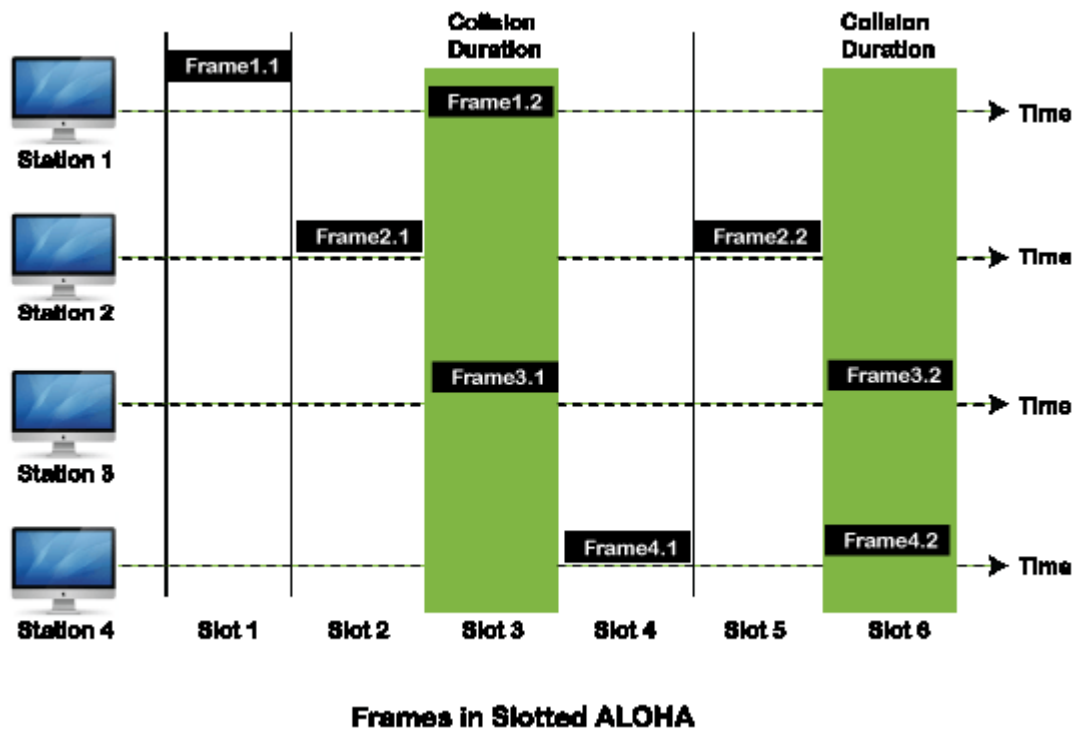 Collision
Duration
Collision
Duration
Frame1.1
Frame1.2
Time
Station 1
Frame2.1
Frame2.2
Time
Station 2
Frame3.1
Frame3.2
Time
Station 3
Frame4.1
Frame4.2
Time
Station 4
Slot 1
Slot 2
Slot 3
Slot 4
Slot 5
Slot 6
Frames in Slotted ALOHA